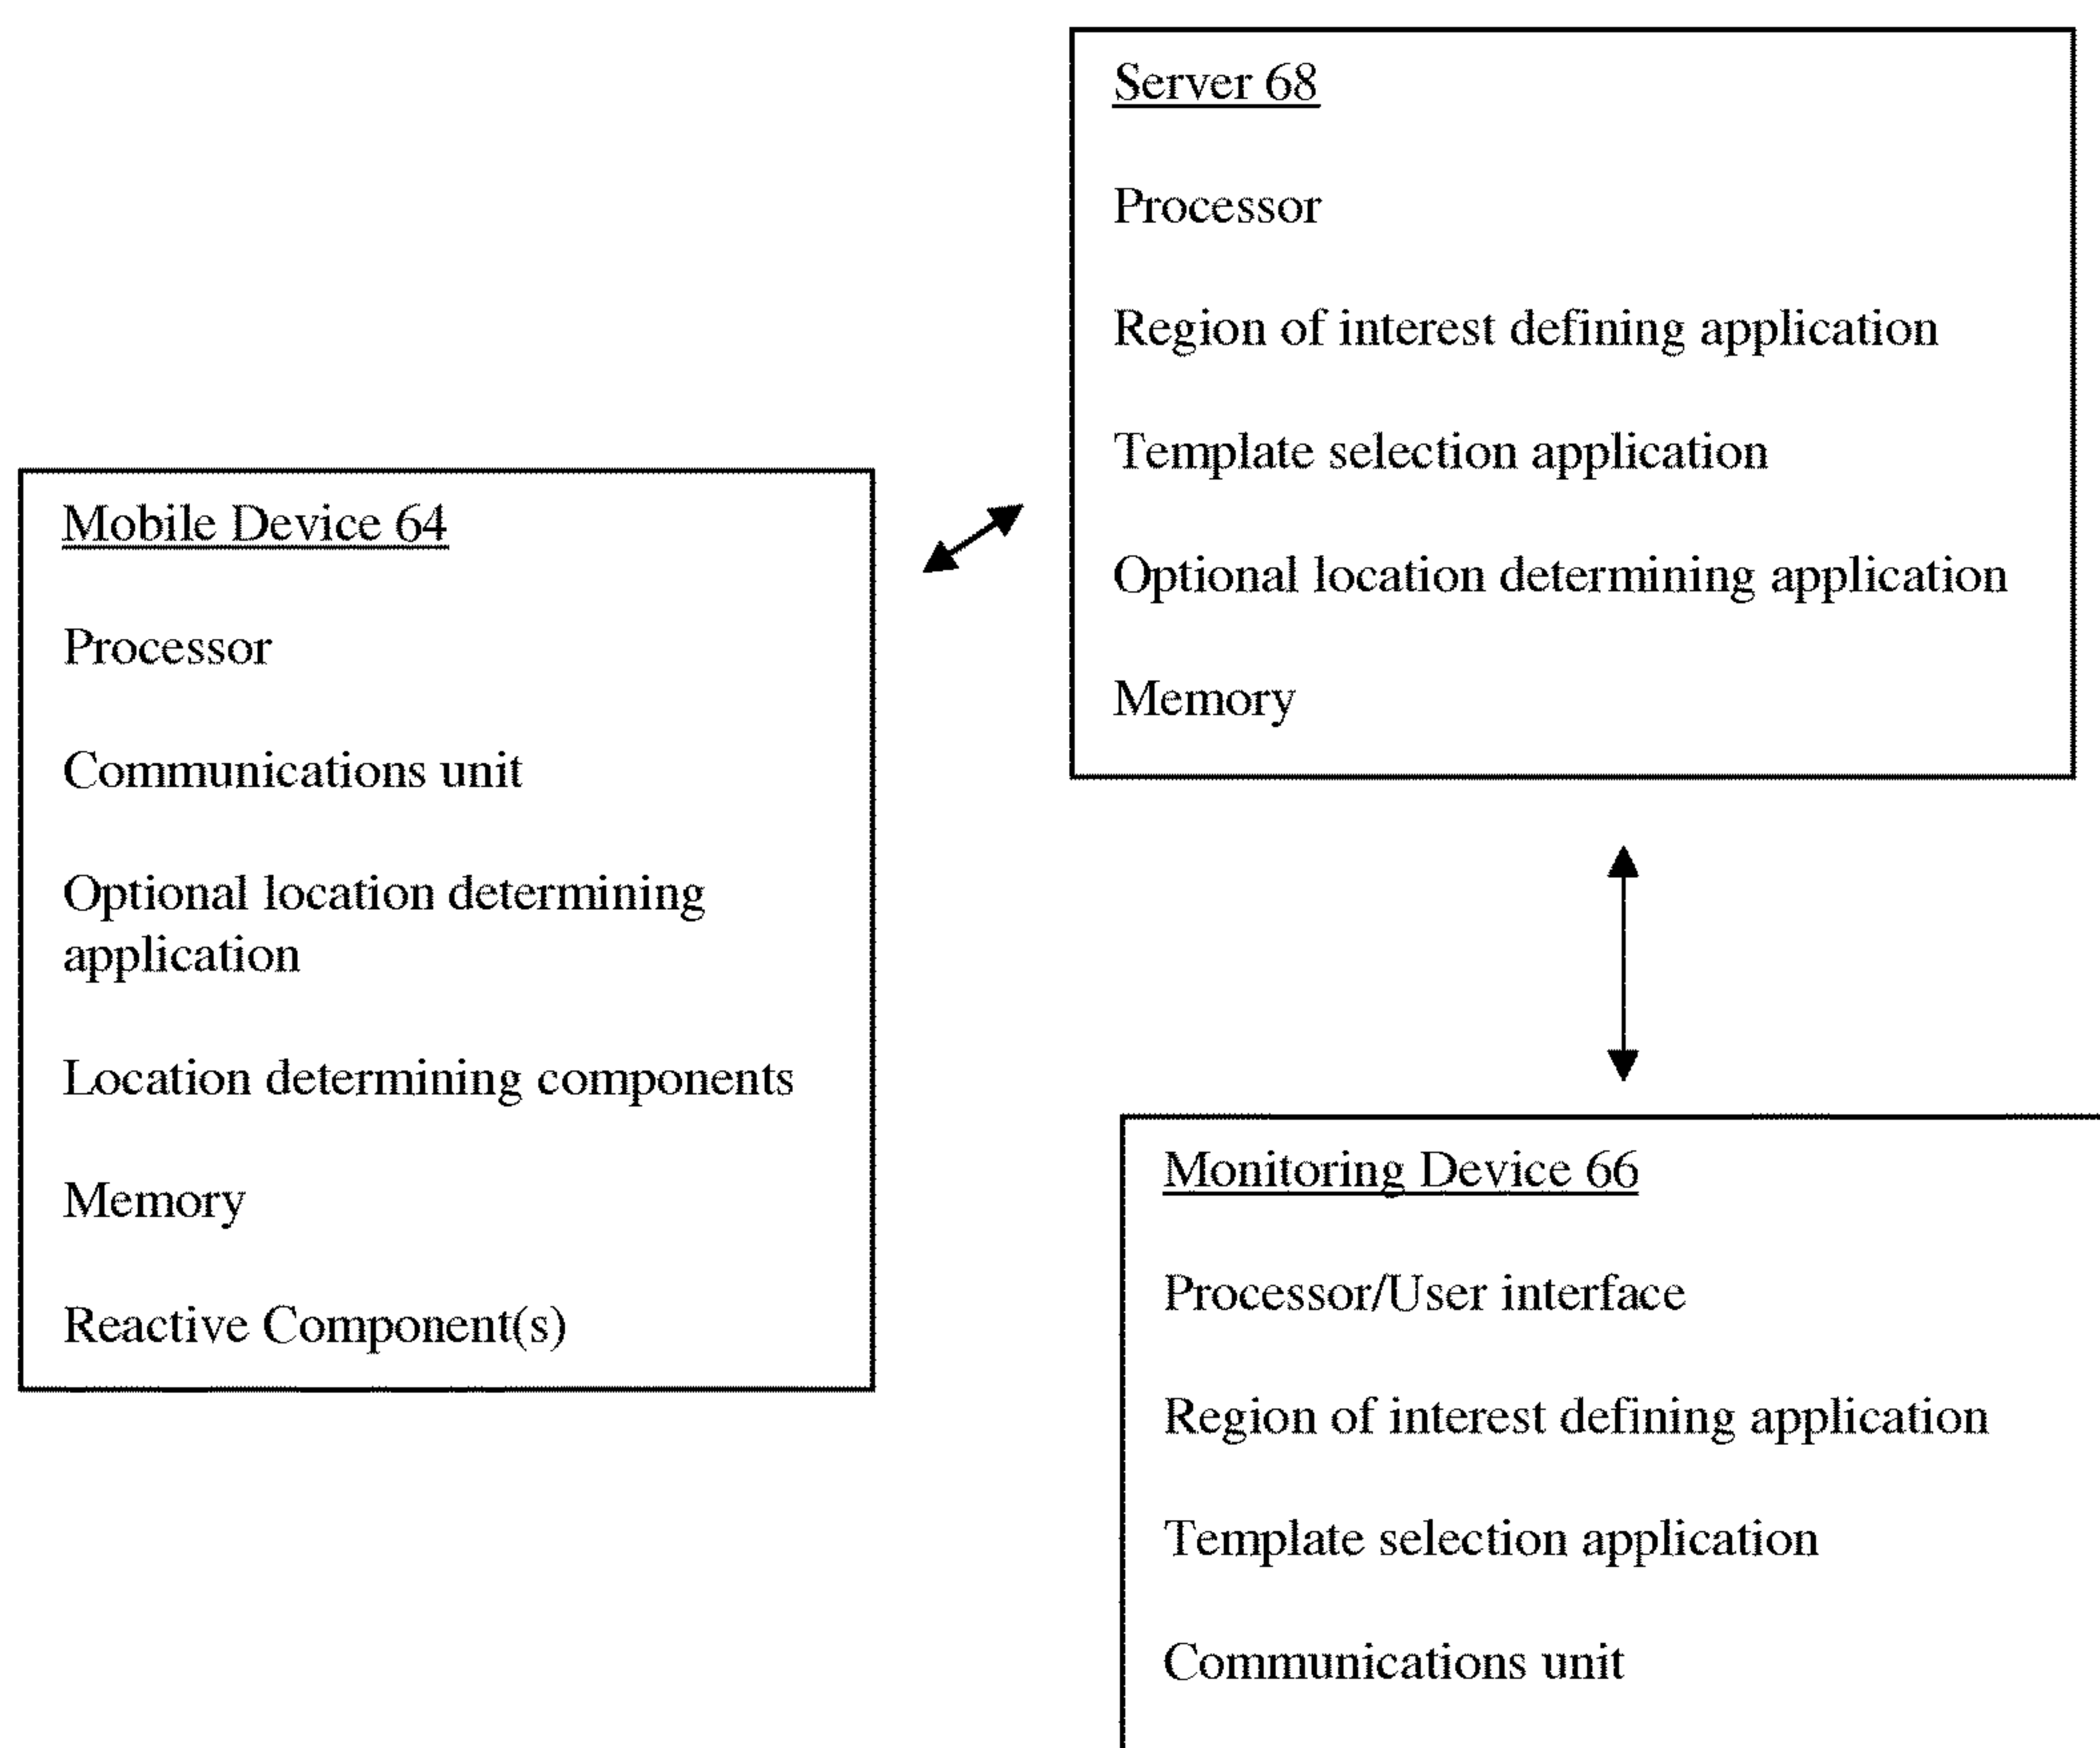 Server 68
Processor
Region of interest defining application
Template selection application
Optional location determining application
Memory
Mobile Device 64
Processor
Communications unit
Optional location determining
application
Location determining components
Memory
Reactive Component(s)
Monitoring Device 66
Processor/User interface
Region of interest defining application
Template selection application
Communications unit